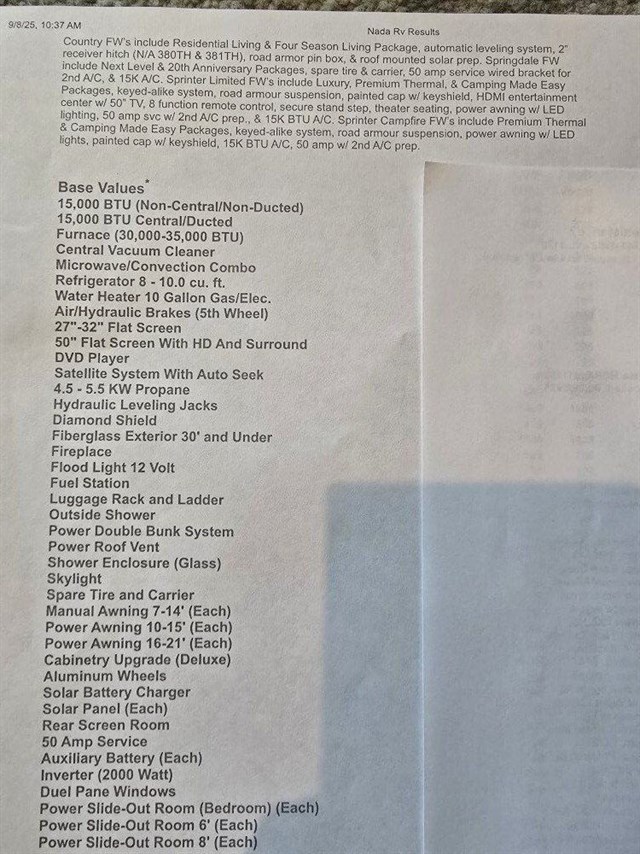 9/8/25, 10:37 AM
Nada Rv Results
Country FW's include Residential Living & Four Season Living Package, automatic leveling system, 2"
receiver hitch (N/A 380TH & 381TH), road armor pin box, & roof mounted solar prep. Springdale FW
include Next Level & 20th Anniversary Packages, spare tire & carrier, 50 amp service wired bracket for
2nd A/C, & 15K A/C. Sprinter Limited FW's include Luxury, Premium Thermal, & Camping Made Easy
Packages, keyed-alike system, road armour suspension, painted cap w/ keyshield, HDMI entertainment
center w/ 50" TV, 8 function remote control, secure stand step, theater seating, power awning w/ LED
lighting, 50 amp svc w/ 2nd A/C prep., & 15K BTU A/C. Sprinter Campfire FW's include Premium Thermal
& Camping Made Easy Packages, keyed-alike system, road armour suspension, power awning w/ LED
lights, painted cap w/ keyshield, 15K BTU A/C, 50 amp w/ 2nd A/C prep.
Base Values*
15,000 BTU (Non-Central/Non-Ducted)
15,000 BTU Central/Ducted
Furnace (30,000-35,000 BTU)
Central Vacuum Cleaner
Microwave/Convection Combo
Refrigerator 8 - 10.0 cu. ft.
Water Heater 10 Gallon Gas/Elec.
Air/Hydraulic Brakes (5th Wheel)
27"-32" Flat Screen
50" Flat Screen With HD And Surround
DVD Player
Satellite System With Auto Seek
4.5 - 5.5 KW Propane
Hydraulic Leveling Jacks
Diamond Shield
Fiberglass Exterior 30' and Under
Fireplace
Flood Light 12 Volt
Fuel Station
Luggage Rack and Ladder
Outside Shower
Power Double Bunk System
Power Roof Vent
Shower Enclosure (Glass)
Skylight
Spare Tire and Carrier
Manual Awning 7-14' (Each)
Power Awning 10-15' (Each)
Power Awning 16-21' (Each)
Cabinetry Upgrade (Deluxe)
Aluminum Wheels
Solar Battery Charger
Solar Panel (Each)
Rear Screen Room
50 Amp Service
Auxiliary Battery (Each)
Inverter (2000 Watt)
Duel Pane Windows
Power Slide-Out Room (Bedroom) (Each)
Power Slide-Out Room 6' (Each)
Power Slide-Out Room 8' (Each)